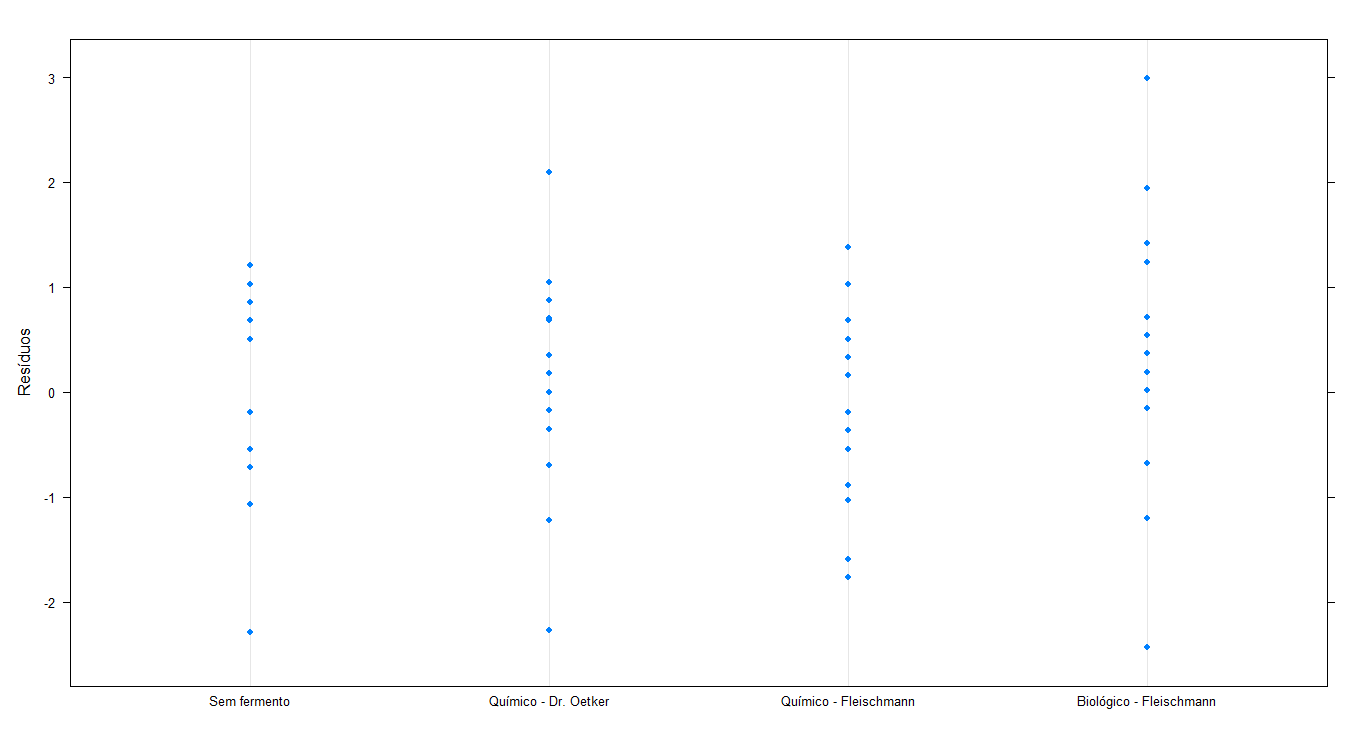 3
2
1
0
-1
-2
Resíduos
Sem fermento
Químico - Dr. Oetker
Químico - Fleischmann
Biológico - Fleischmann